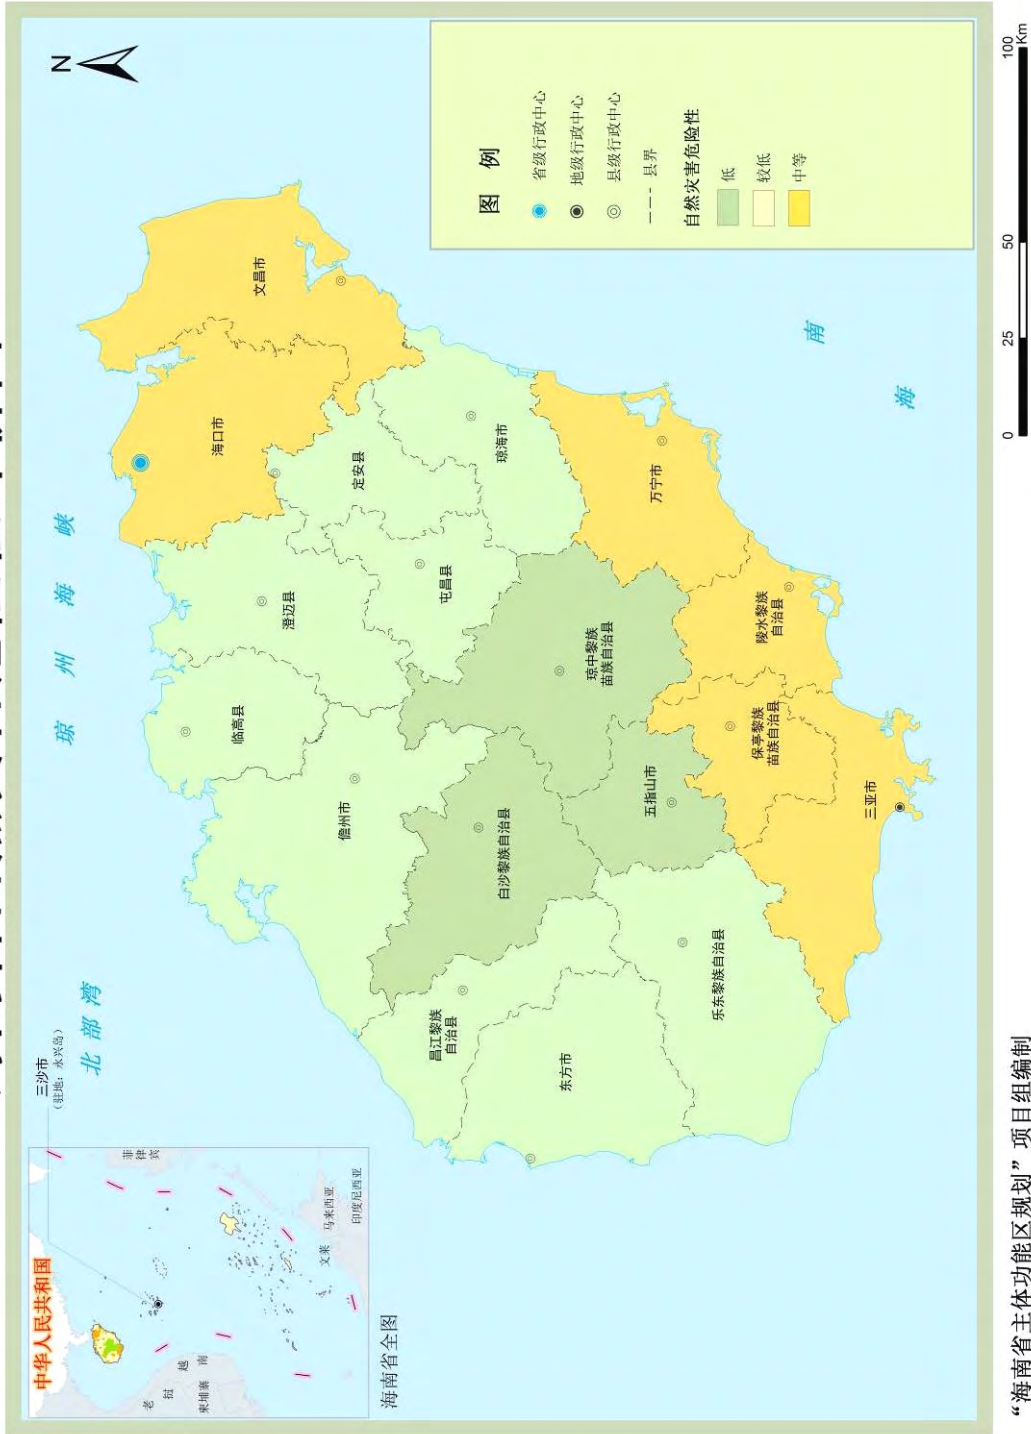 N
图 例
省级行政中心
地级行政中心
县级行政中心
县界
自然灾害危险性
低
较低
中等
琼州海峡
北部湾
南
海
文昌市
海口市
定安县
琼海市
澄迈县
屯昌县
临高县
儋州市
万宁市
琼中黎族
苗族自治县
陵水黎族
自治县
保亭黎族
苗族自治县
五指山市
白沙黎族自治县
三亚市
昌江黎族
自治县
东方市
乐东黎族自治县
三沙市
(驻地：永兴岛)
中华人民共和国
老
挝
越
南
柬埔寨
菲
律
宾
文莱
马来西亚
印度尼西亚
海南省全图
0 25 50 100
Km
“海南省主体功能区规划”项目组编制